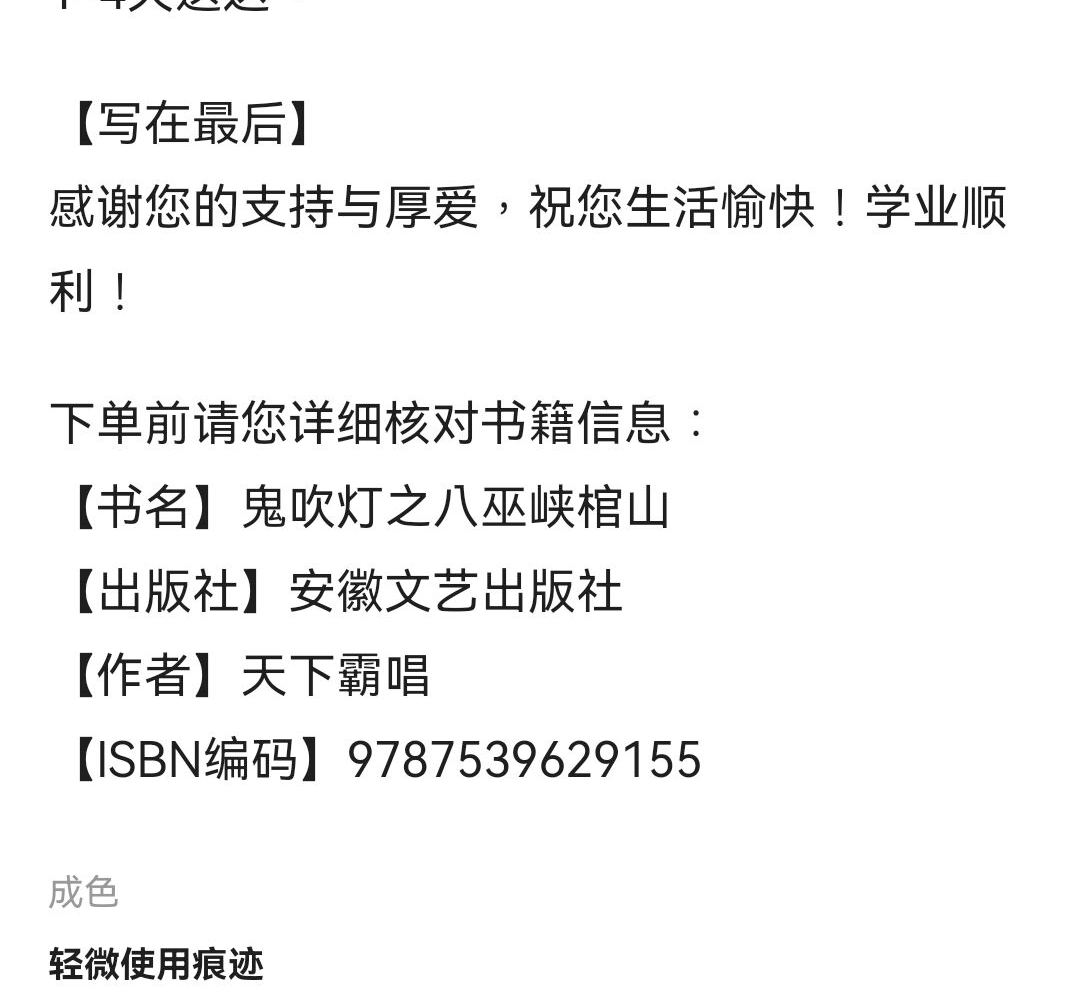 【写在最后】
感谢您的支持与厚爱，祝您生活愉快！学业顺
利！
下单前请您详细核对书籍信息：
【书名】鬼吹灯之八巫峡棺山
【出版社】安徽文艺出版社
【作者】天下霸唱
【ISBN编码】9787539629155
成色
轻微使用痕迹